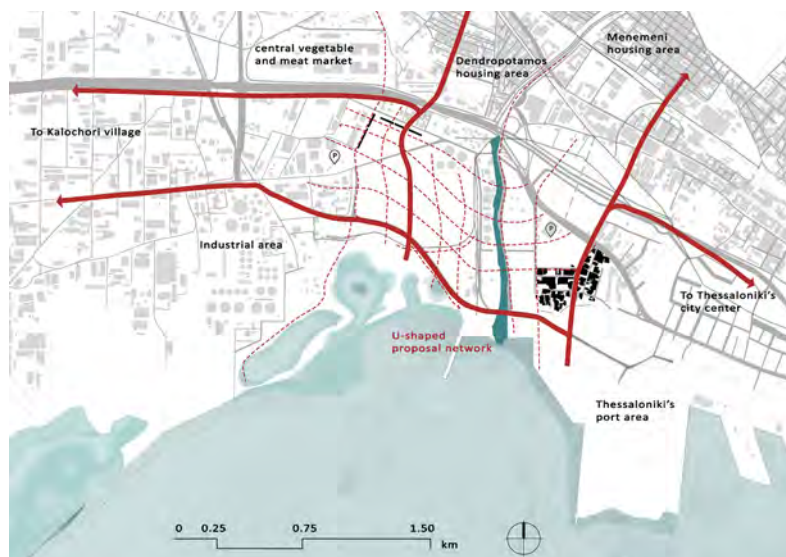 central vegetable
and meat market
Dendropotamos
housing area
Menemeni
housing area
To Kalochori village
P
P
Industrial area
To Thessaloniki's
city center
U-shaped
proposal network
Thessaloniki's
port area
0 0.25 0.75 1.50
km